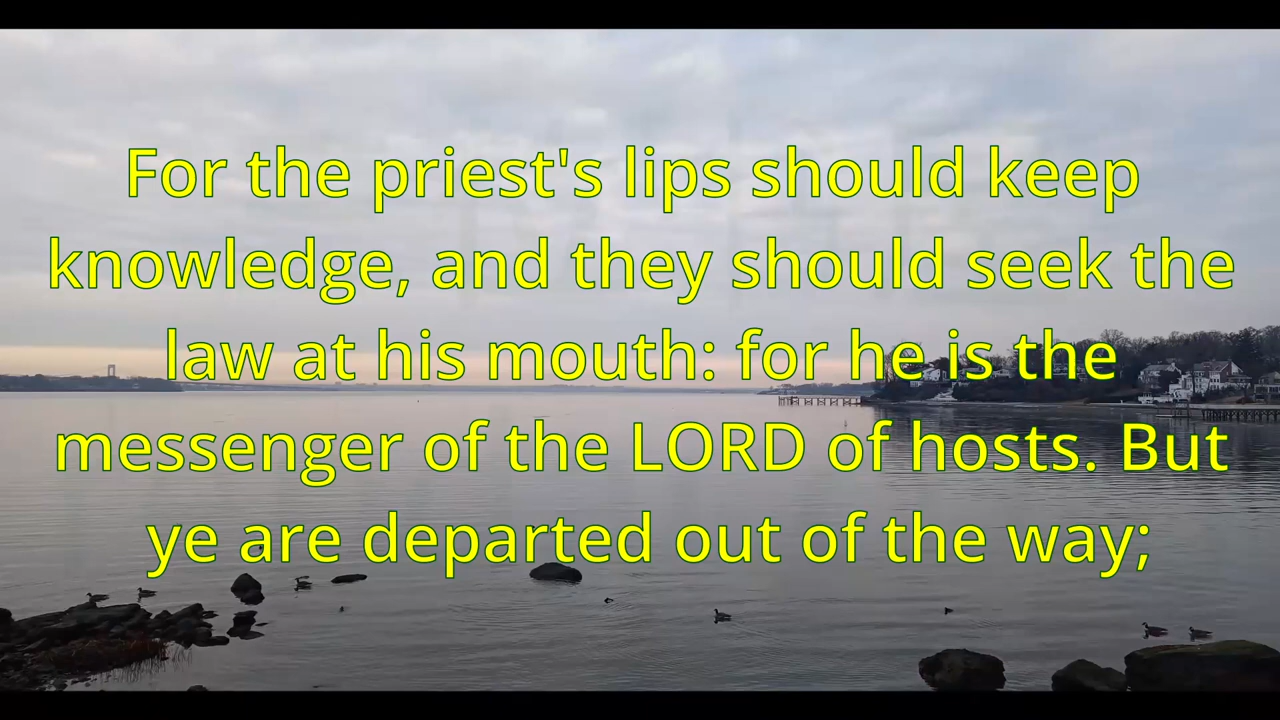 For the priest's lips should keep
knowledge, and they should seek the
law at his mouth: for he is the
messenger of the LORD of hosts. But
ye are departed out of the way;